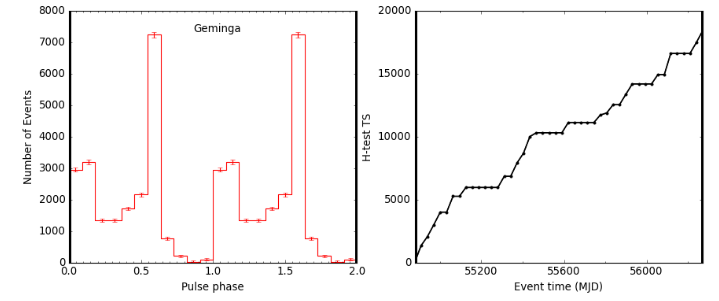 8000
7000
6000
5000
4000
3000
2000
1000
0
Number of Events
Geminga
0.0 0.5 1.0 1.5 2.0
Pulse phase
20000
15000
10000
5000
0
H-test TS
55200 55600 56000
Event time (MJD)